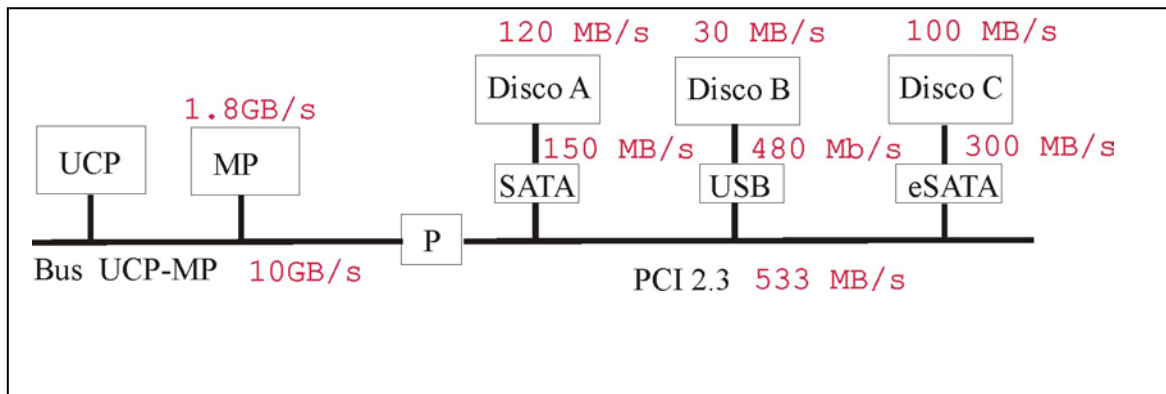 120 MB/s 30 MB/s 100 MB/s
Disco A Disco B Disco C
1.8GB/s
UCP MP 150 MB/s 480 Mb/s 300 MB/s
SATA USB eSATA
P
Bus UCP-MP 10GB/s PCI 2.3 533 MB/s